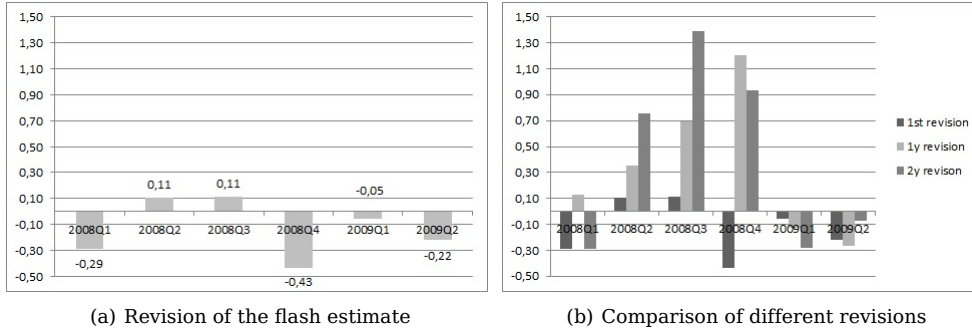 1,50
1,30
1,10
0,90
0,70
0,50
0,30
0,10
-0,10
-0,30
-0,50
0,11
0,11
-0,05
2008Q1
2008Q2
2008Q3
2008Q4
2009Q1
2009Q2
-0,29
-0,43
-0,22
(a) Revision of the flash estimate
1,50
1,30
1,10
0,90
0,70
0,50
0,30
0,10
-0,10
-0,30
-0,50
2008Q1
2008Q2
2008Q3
2008Q4
2009Q1
2009Q2
1st revision
1y revision
2y revison
(b) Comparison of different revisions